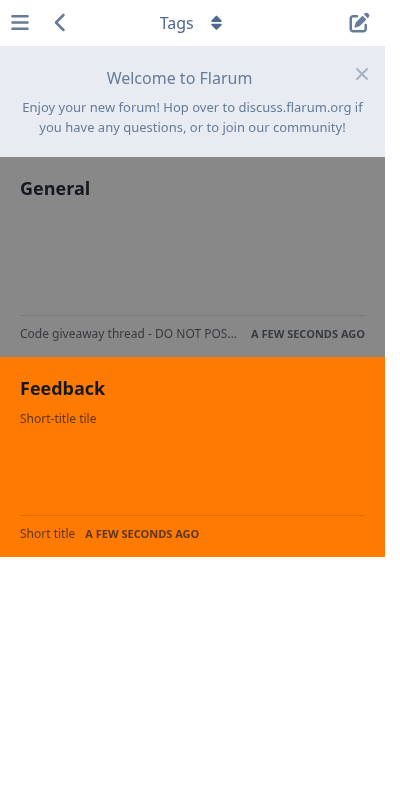 Tags
Welcome to Flarum
Enjoy your new forum! Hop over to discuss.flarum.org if
you have any questions, or to join our community!
General
Code giveaway thread - DO NOT POS... A FEW SECONDS AGO
Feedback
Short-title tile
Short title A FEW SECONDS AGO